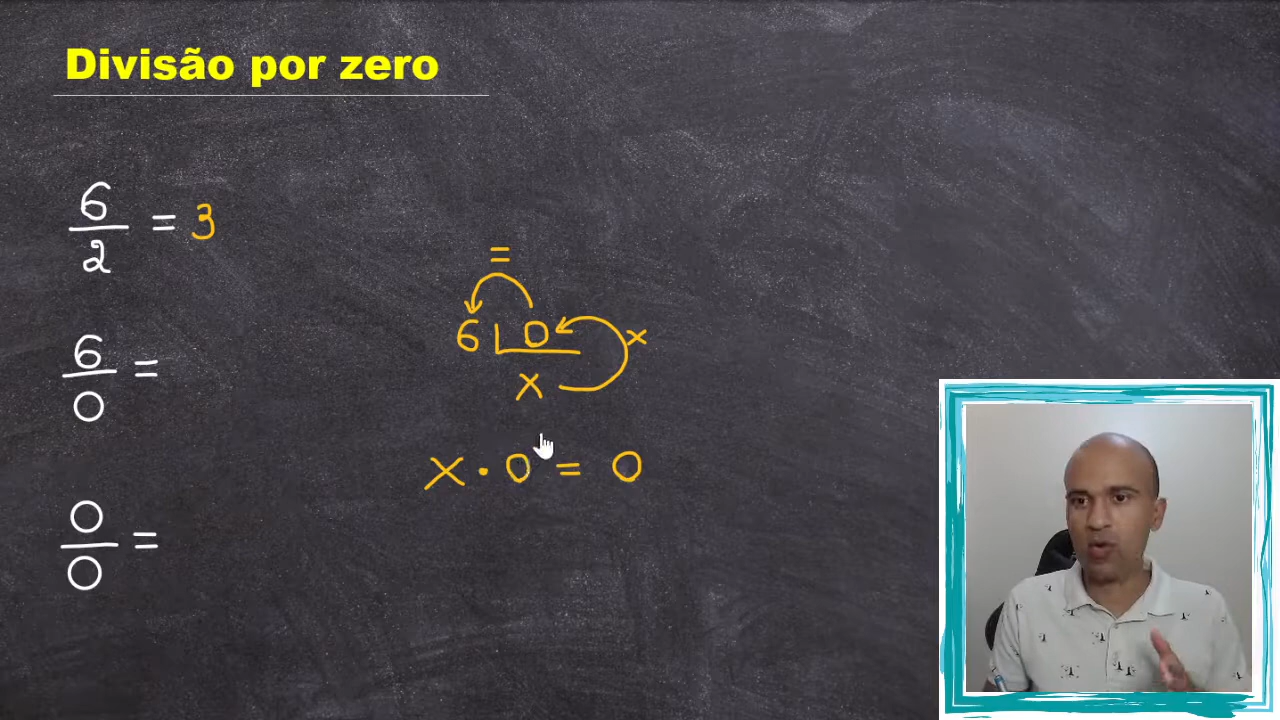 Divisão por zero
6/2 = 3
6/0 =
0/0 =
=
6 | 0
x
x
x · 0 = 0